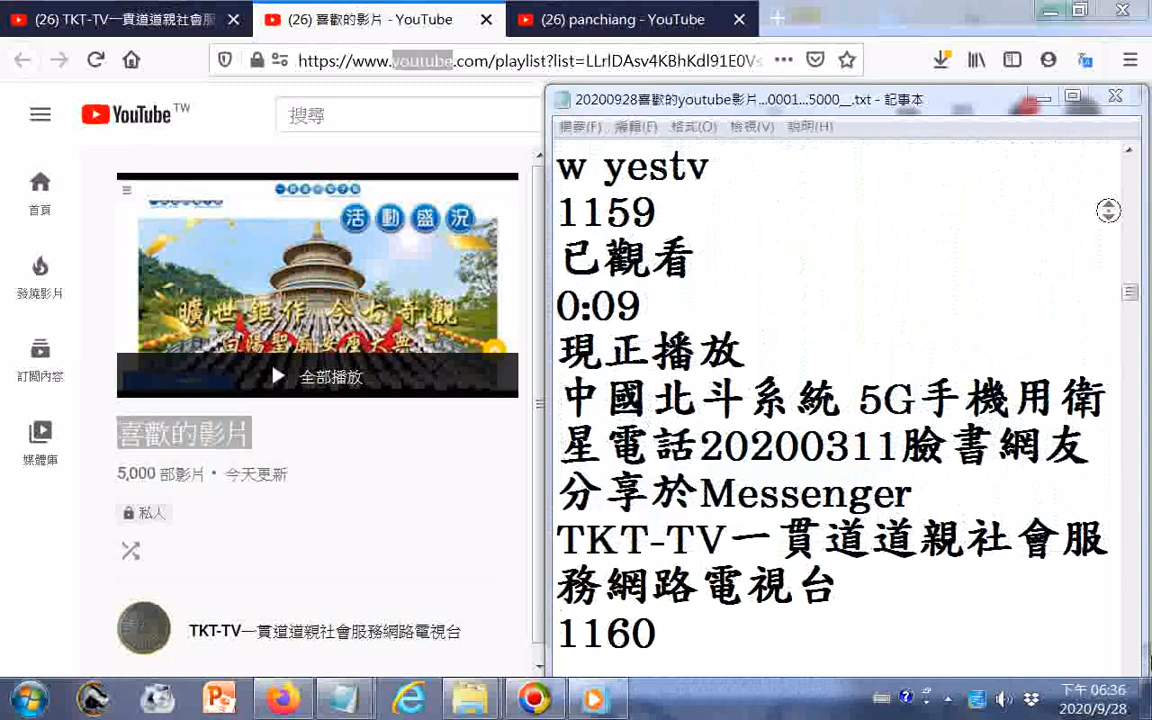 (26) TKT-TV一貫道道親社會服
(26) 喜歡的影片 - YouTube
(26) panchiang - YouTube
https://www.youtube.com/playlist?list=LLrlDAsv4KBhKdl91E0Vs
YouTube TW
搜尋
首頁
發燒影片
訂閱內容
媒體庫
活動盛況
曠世鉅作 今古奇觀
全部播放
喜歡的影片
5,000 部影片・今天更新
私人
TKT-TV一貫道道親社會服務網路電視台
20200928喜歡的youtube影片...0001...5000__.txt - 記事本
檔案(F) 編輯(E) 格式(O) 檢視(V) 說明(H)
w yestv
1159
已觀看
0:09
現正播放
中國北斗系統 5G手機用衛
星電話20200311臉書網友
分享於Messenger
TKT-TV一貫道道親社會服
務網路電視台
1160
下午 06:36
2020/9/28